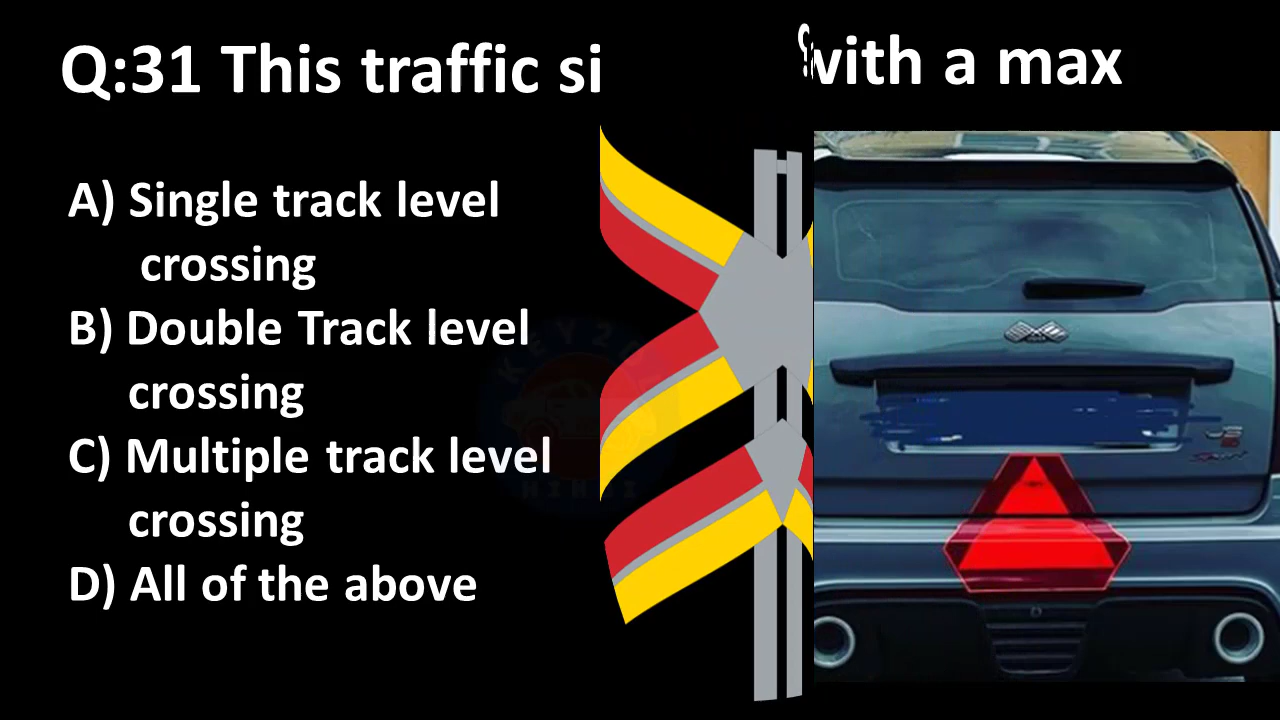 Q:31 This traffic si
with a max
A) Single track level
crossing
B) Double Track level
crossing
C) Multiple track level
crossing
D) All of the above